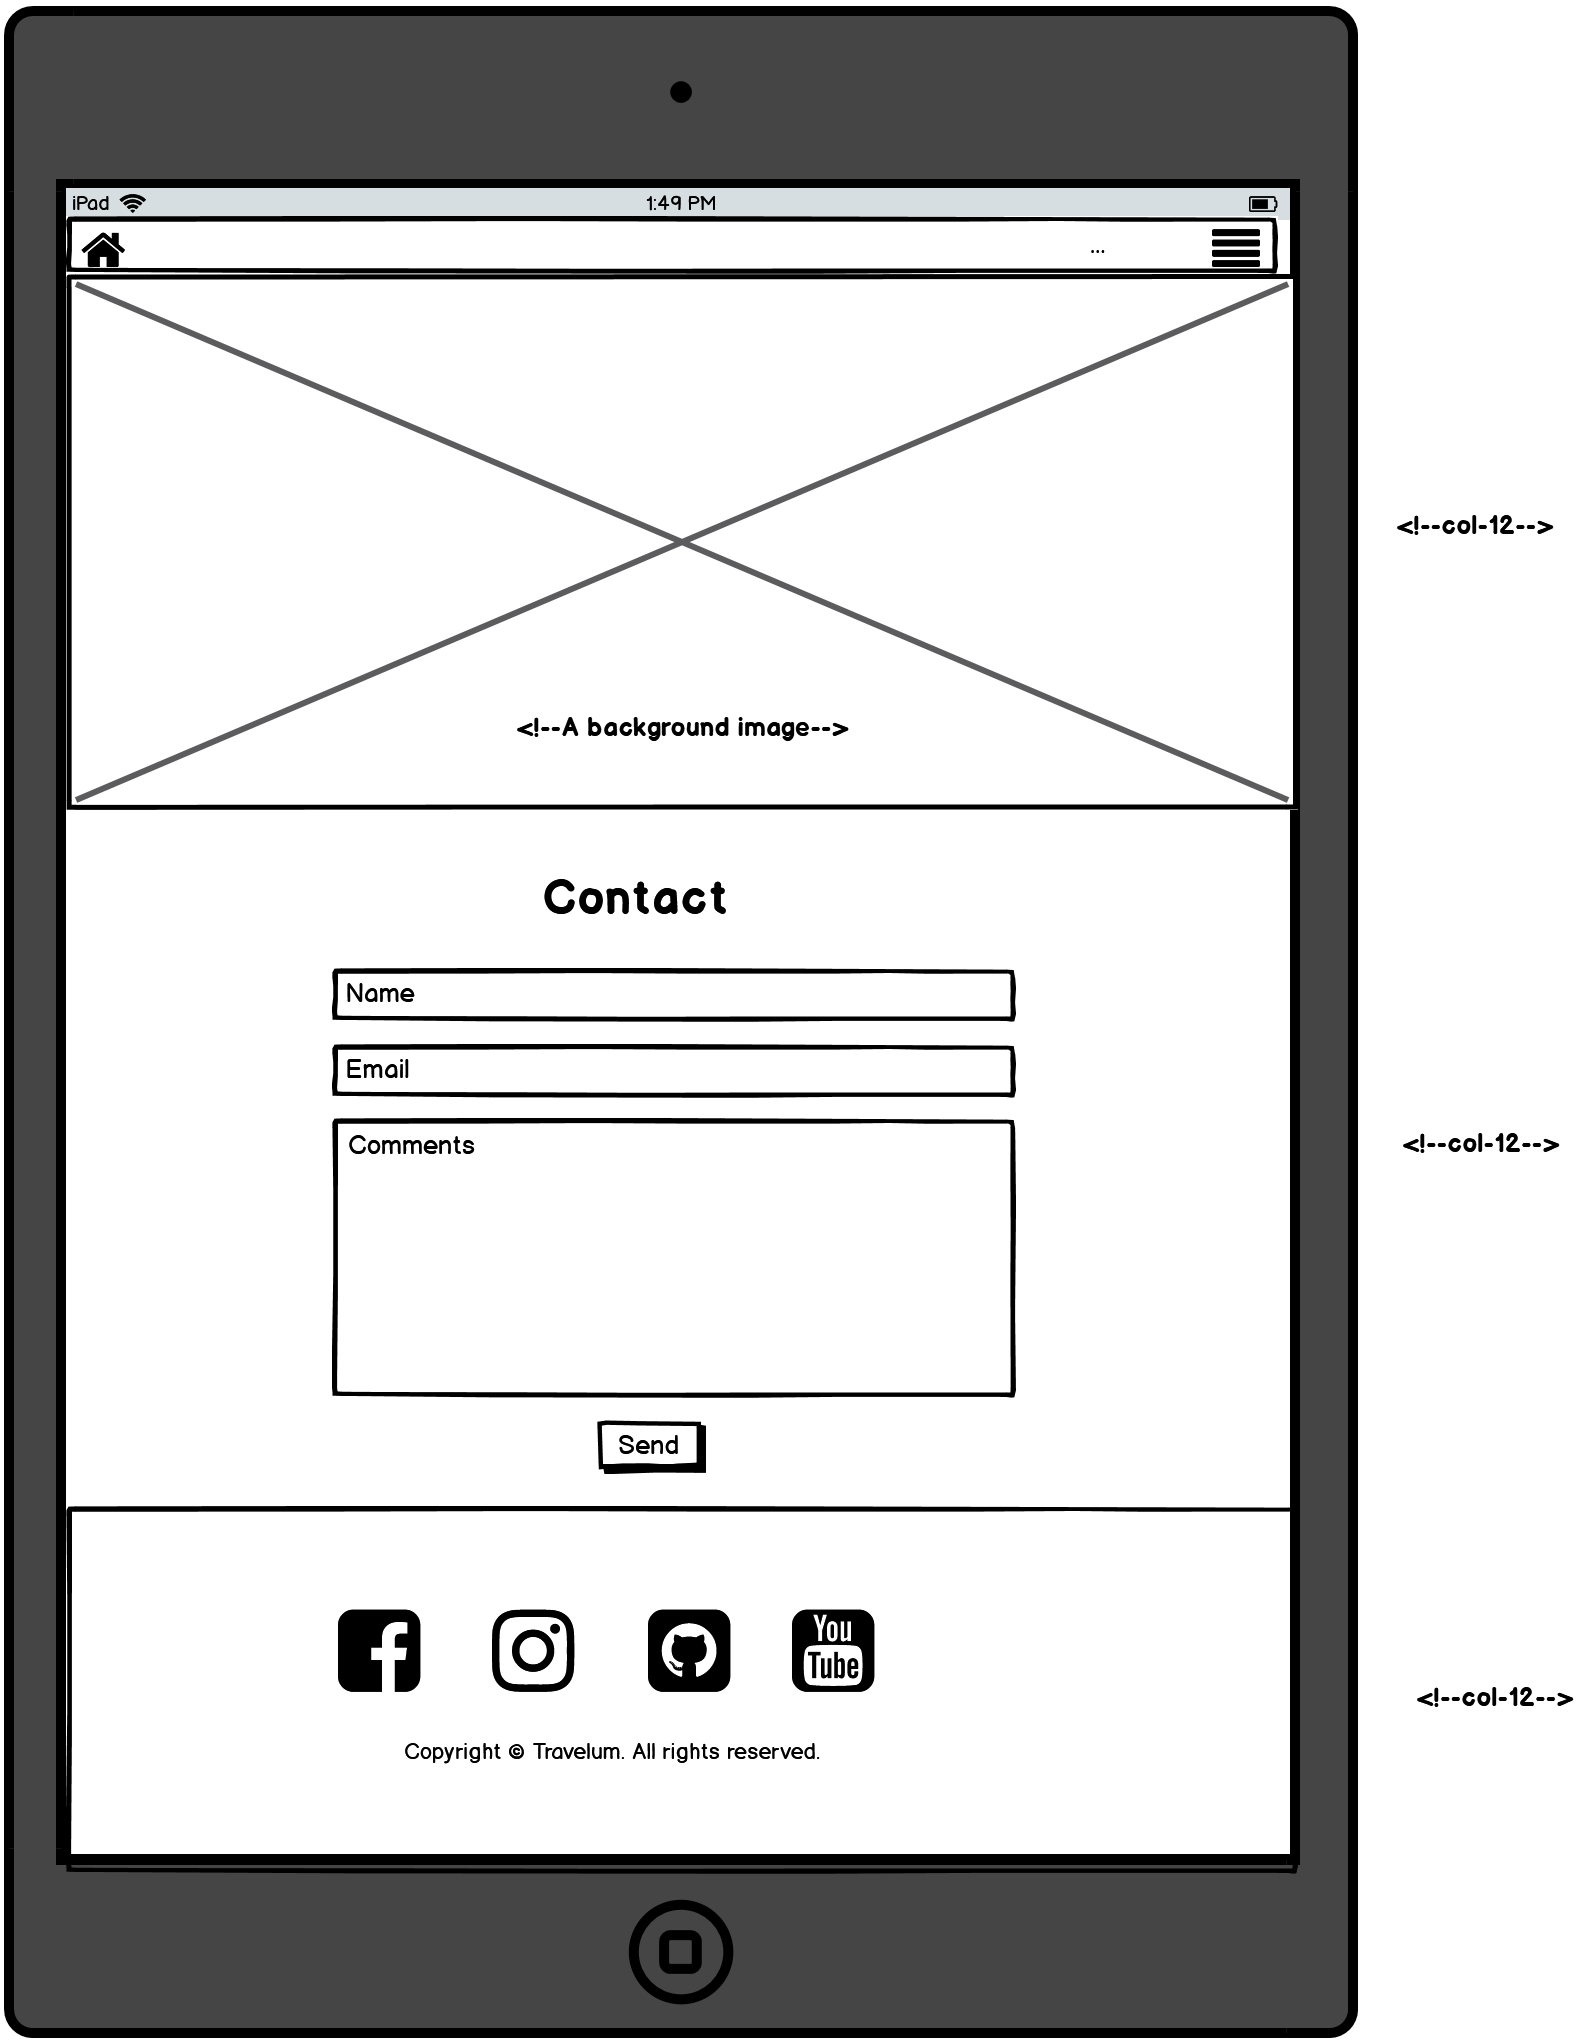 iPad 1:49 PM
...
<!--col-12-->
<!--A background image-->
Contact
Name
Email
<!--col-12-->
Comments
Send
You
Tube
<!--col-12-->
Copyright © Travelum. All rights reserved.